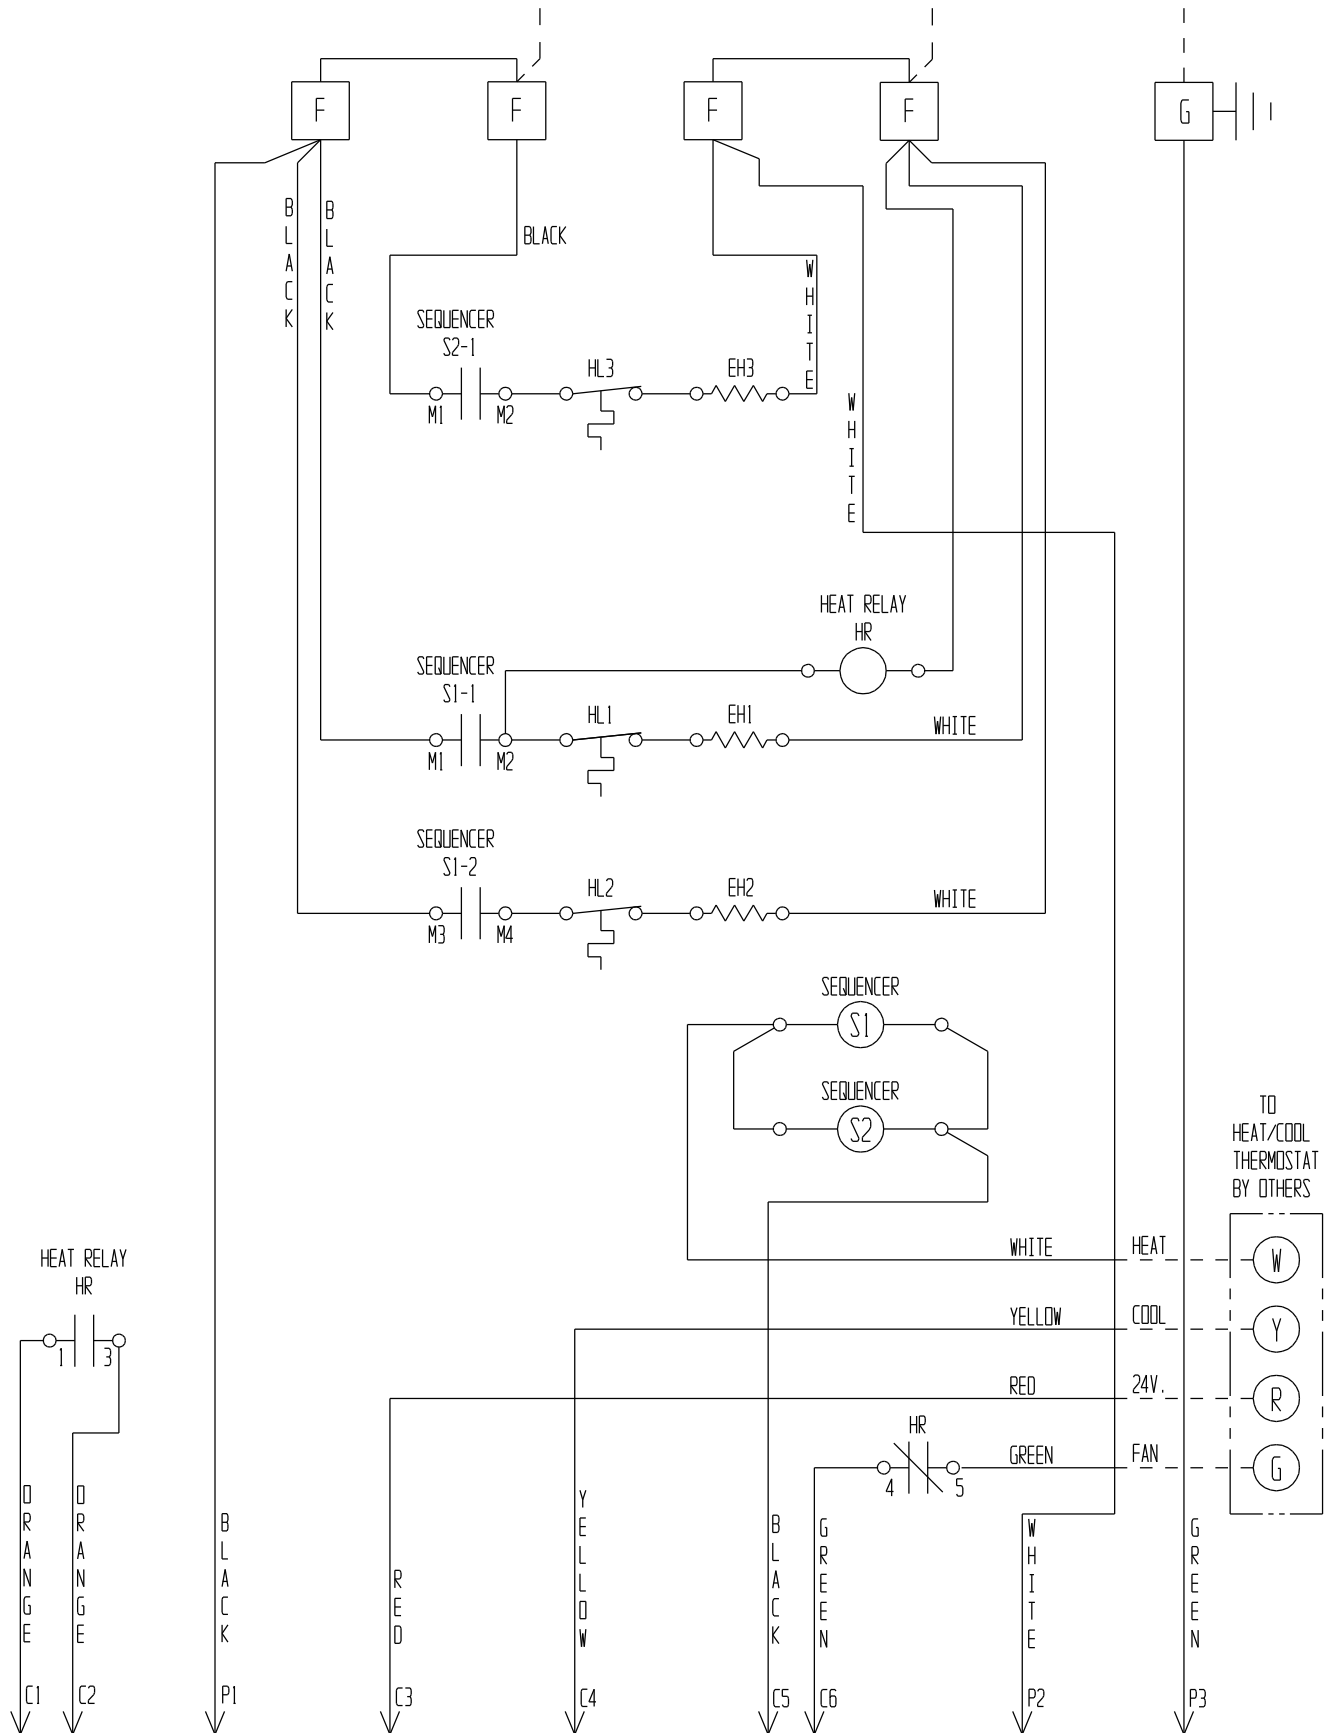 F
F
F
F
G
BLACK
BLACK
BLACK
WHITE
SEQUENCER
S2-1
HL3
EH3
M1
M2
WHITE
HEAT RELAY
HR
SEQUENCER
S1-1
HL1
EH1
WHITE
M1
M2
SEQUENCER
S1-2
HL2
EH2
WHITE
M3
M4
SEQUENCER
S1
SEQUENCER
S2
TO
HEAT/COOL
THERMOSTAT
BY OTHERS
WHITE
HEAT
W
HEAT RELAY
HR
1
3
YELLOW
COOL
Y
RED
24V.
R
HR
GREEN
FAN
G
4
5
ORANGE
ORANGE
BLACK
RED
YELLOW
BLACK
GREEN
WHITE
GREEN
C1
C2
P1
C3
C4
C5
C6
P2
P3